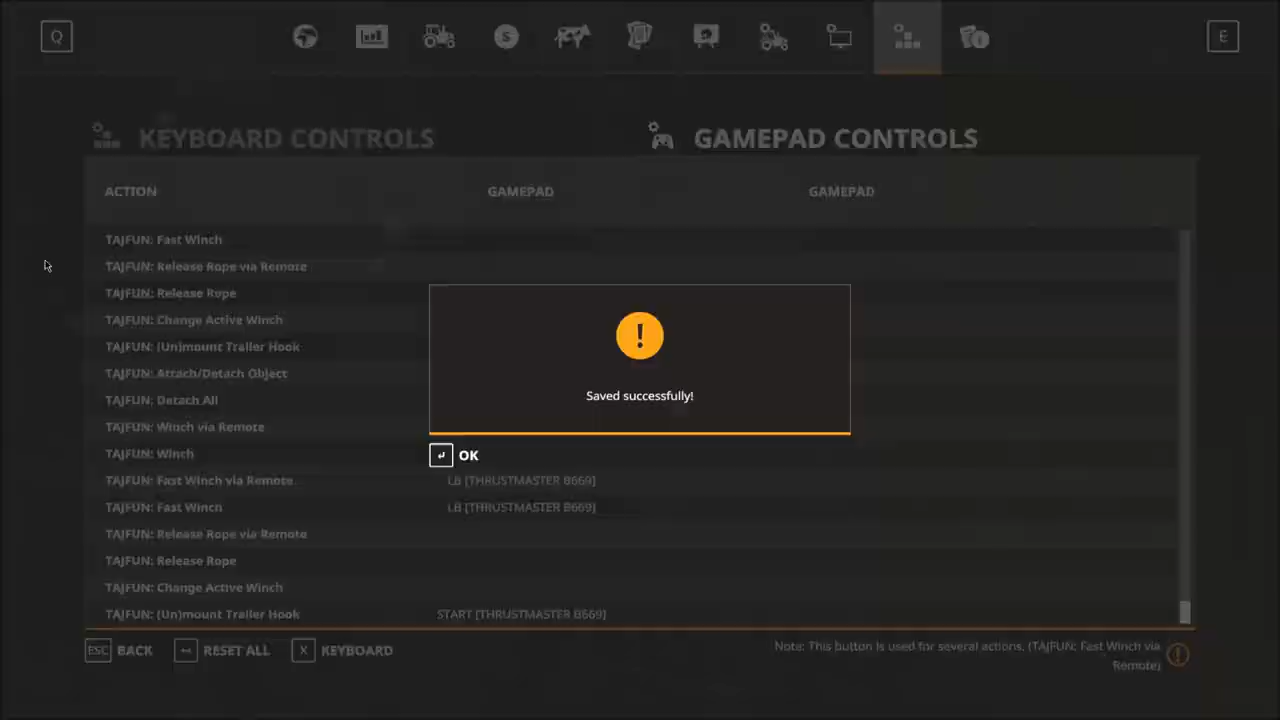 Q
E
KEYBOARD CONTROLS
GAMEPAD CONTROLS
ACTION GAMEPAD GAMEPAD
TAJFUN: Fast Winch
TAJFUN: Release Rope via Remote
TAJFUN: Release Rope
TAJFUN: Change Active Winch
TAJFUN: (Un)mount Trailer Hook
TAJFUN: Attach/Detach Object
TAJFUN: Detach All
TAJFUN: Winch via Remote
TAJFUN: Winch
TAJFUN: Fast Winch via Remote LB [THRUSTMASTER B669]
TAJFUN: Fast Winch LB [THRUSTMASTER B669]
TAJFUN: Release Rope via Remote
TAJFUN: Release Rope
TAJFUN: Change Active Winch
TAJFUN: (Un)mount Trailer Hook START [THRUSTMASTER B669]
!
Saved successfully!
OK
ESC BACK RESET ALL X KEYBOARD
Note: This button is used for several actions. (TAJFUN: Fast Winch via
Remote)